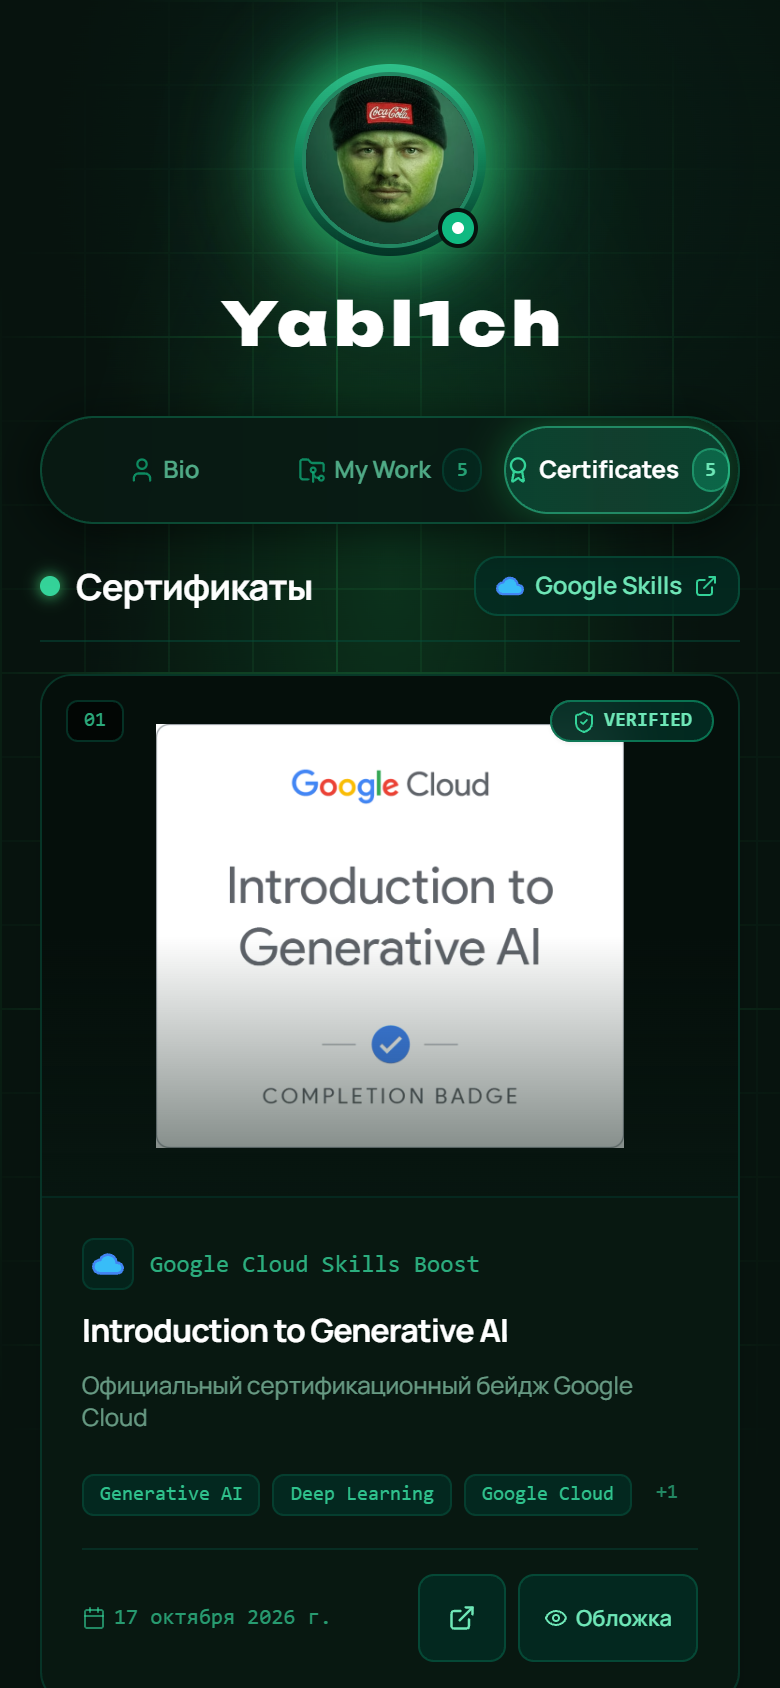 Coca-Cola
Yabl1ch
Bio
My Work 5
Certificates 5
Сертификаты
Google Skills
01
VERIFIED
Google Cloud
Introduction to
Generative AI
COMPLETION BADGE
Google Cloud Skills Boost
Introduction to Generative AI
Официальный сертификационный бейдж Google
Cloud
Generative AI
Deep Learning
Google Cloud
+1
17 октября 2026 г.
Обложка